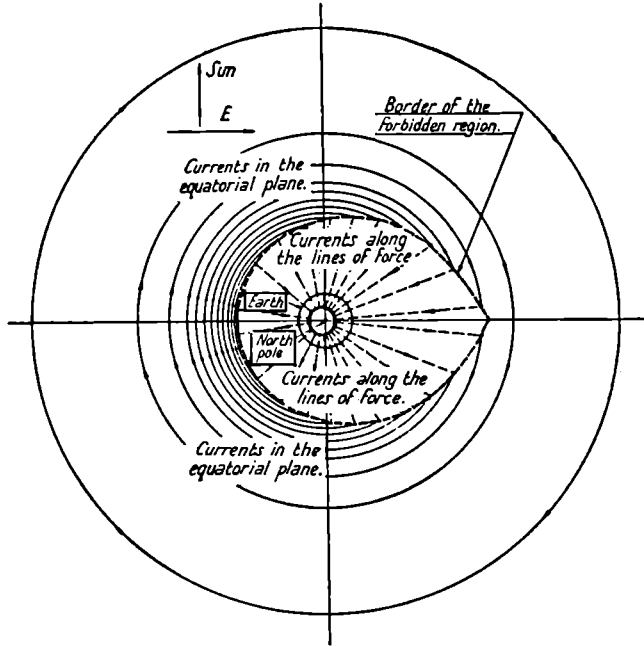 Sun
E
Border of the
forbidden region.
Currents in the
equatorial plane.
Currents along
the lines of force
Earth
North
pole
Currents along the
lines of force.
Currents in the
equatorial plane.